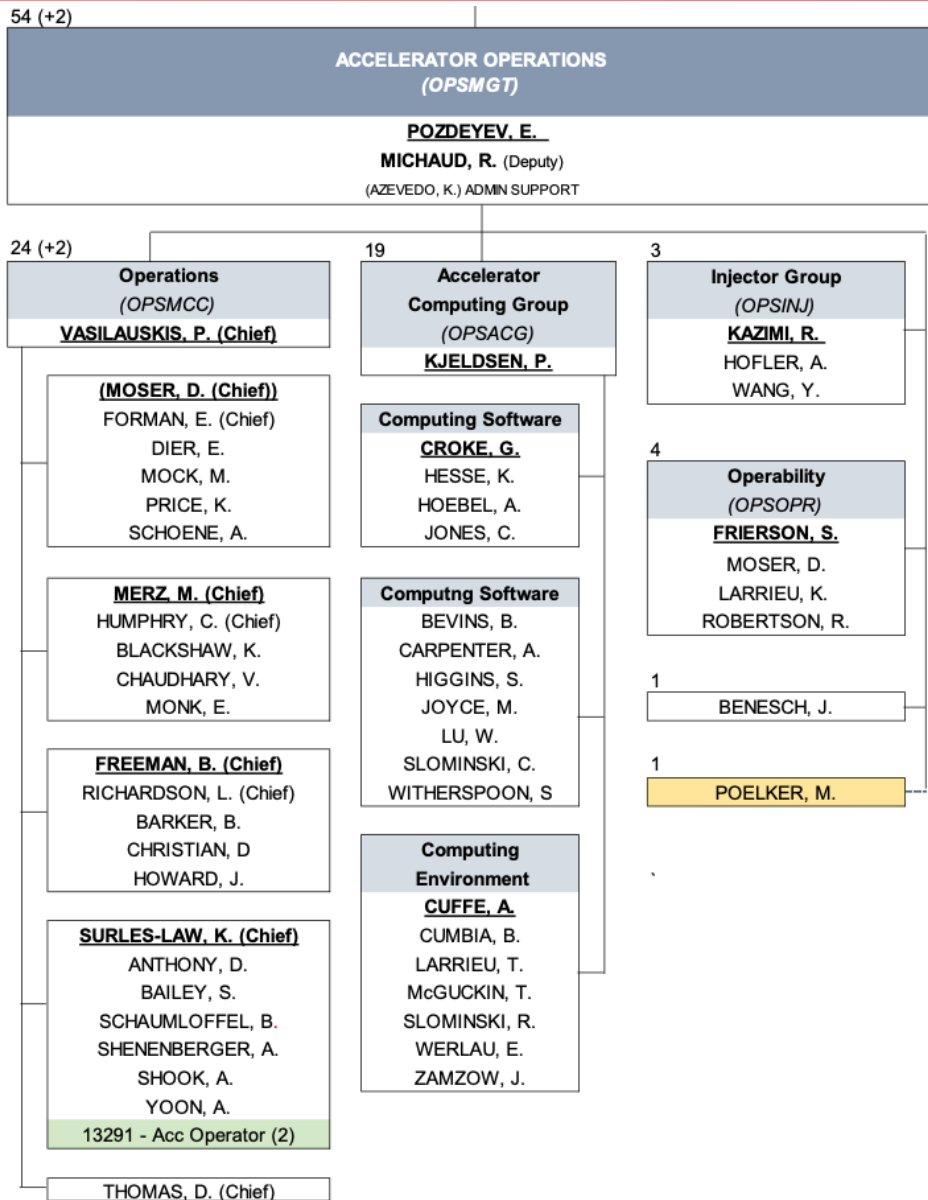 54 (+2)
ACCELERATOR OPERATIONS
(OPSMGT)
POZDEYEV, E.
MICHAUD, R. (Deputy)
(AZEVEDO, K.) ADMIN SUPPORT
24 (+2)
Operations
(OPSMCC)
VASILAUSKIS, P. (Chief)
(MOSER, D. (Chief))
FORMAN, E. (Chief)
DIER, E.
MOCK, M.
PRICE, K.
SCHOENE, A.
MERZ, M. (Chief)
HUMPHRY, C. (Chief)
BLACKSHAW, K.
CHAUDHARY, V.
MONK, E.
FREEMAN, B. (Chief)
RICHARDSON, L. (Chief)
BARKER, B.
CHRISTIAN, D
HOWARD, J.
SURLES-LAW, K. (Chief)
ANTHONY, D.
BAILEY, S.
SCHAUMLOFFEL, B.
SHENENBERGER, A.
SHOOK, A.
YOON, A.
13291 - Acc Operator (2)
THOMAS, D. (Chief)
19
Accelerator
Computing Group
(OPSACG)
KJELDSEN, P.
Computing Software
CROKE, G.
HESSE, K.
HOEBEL, A.
JONES, C.
Computng Software
BEVINS, B.
CARPENTER, A.
HIGGINS, S.
JOYCE, M.
LU, W.
SLOMINSKI, C.
WITHERSPOON, S
Computing
Environment
CUFFE, A.
CUMBIA, B.
LARRIEU, T.
McGUCKIN, T.
SLOMINSKI, R.
WERLAU, E.
ZAMZOW, J.
3
Injector Group
(OPSINJ)
KAZIMI, R.
HOFLER, A.
WANG, Y.
4
Operability
(OPSOPR)
FRIERSON, S.
MOSER, D.
LARRIEU, K.
ROBERTSON, R.
1
BENESCH, J.
1
POELKER, M.
`